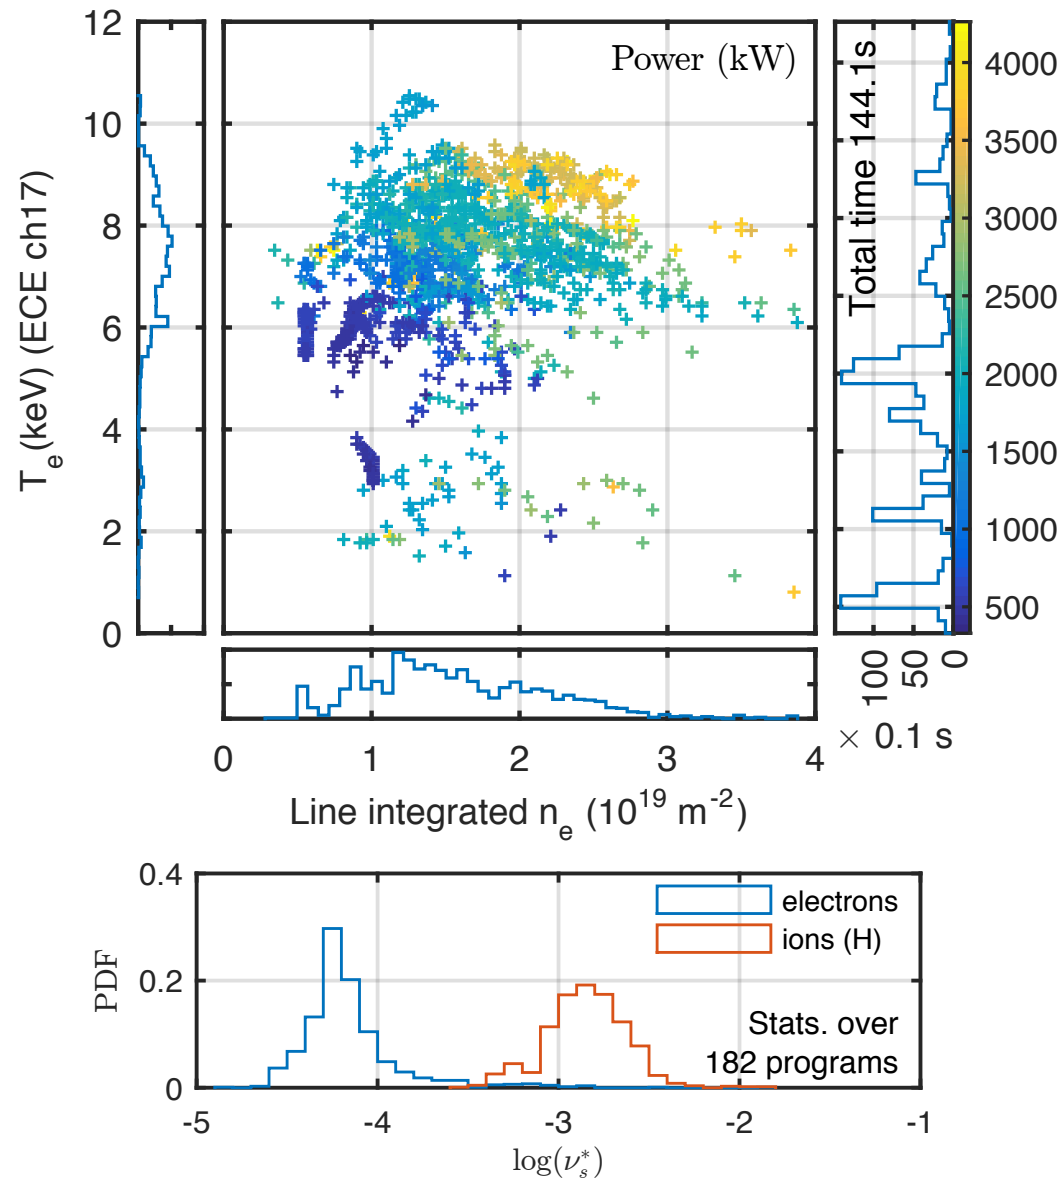 12
10
8
6
4
2
0
T_e (keV) (ECE ch17)
Power (kW)
Total time 144.1s
4000
3500
3000
2500
2000
1500
1000
500
100
50
0
× 0.1 s
0 1 2 3 4
Line integrated n_e (10^19 m^-2)
0.4
0.2
0
PDF
electrons
ions (H)
Stats. over
182 programs
-5 -4 -3 -2 -1
log(ν_s^*)